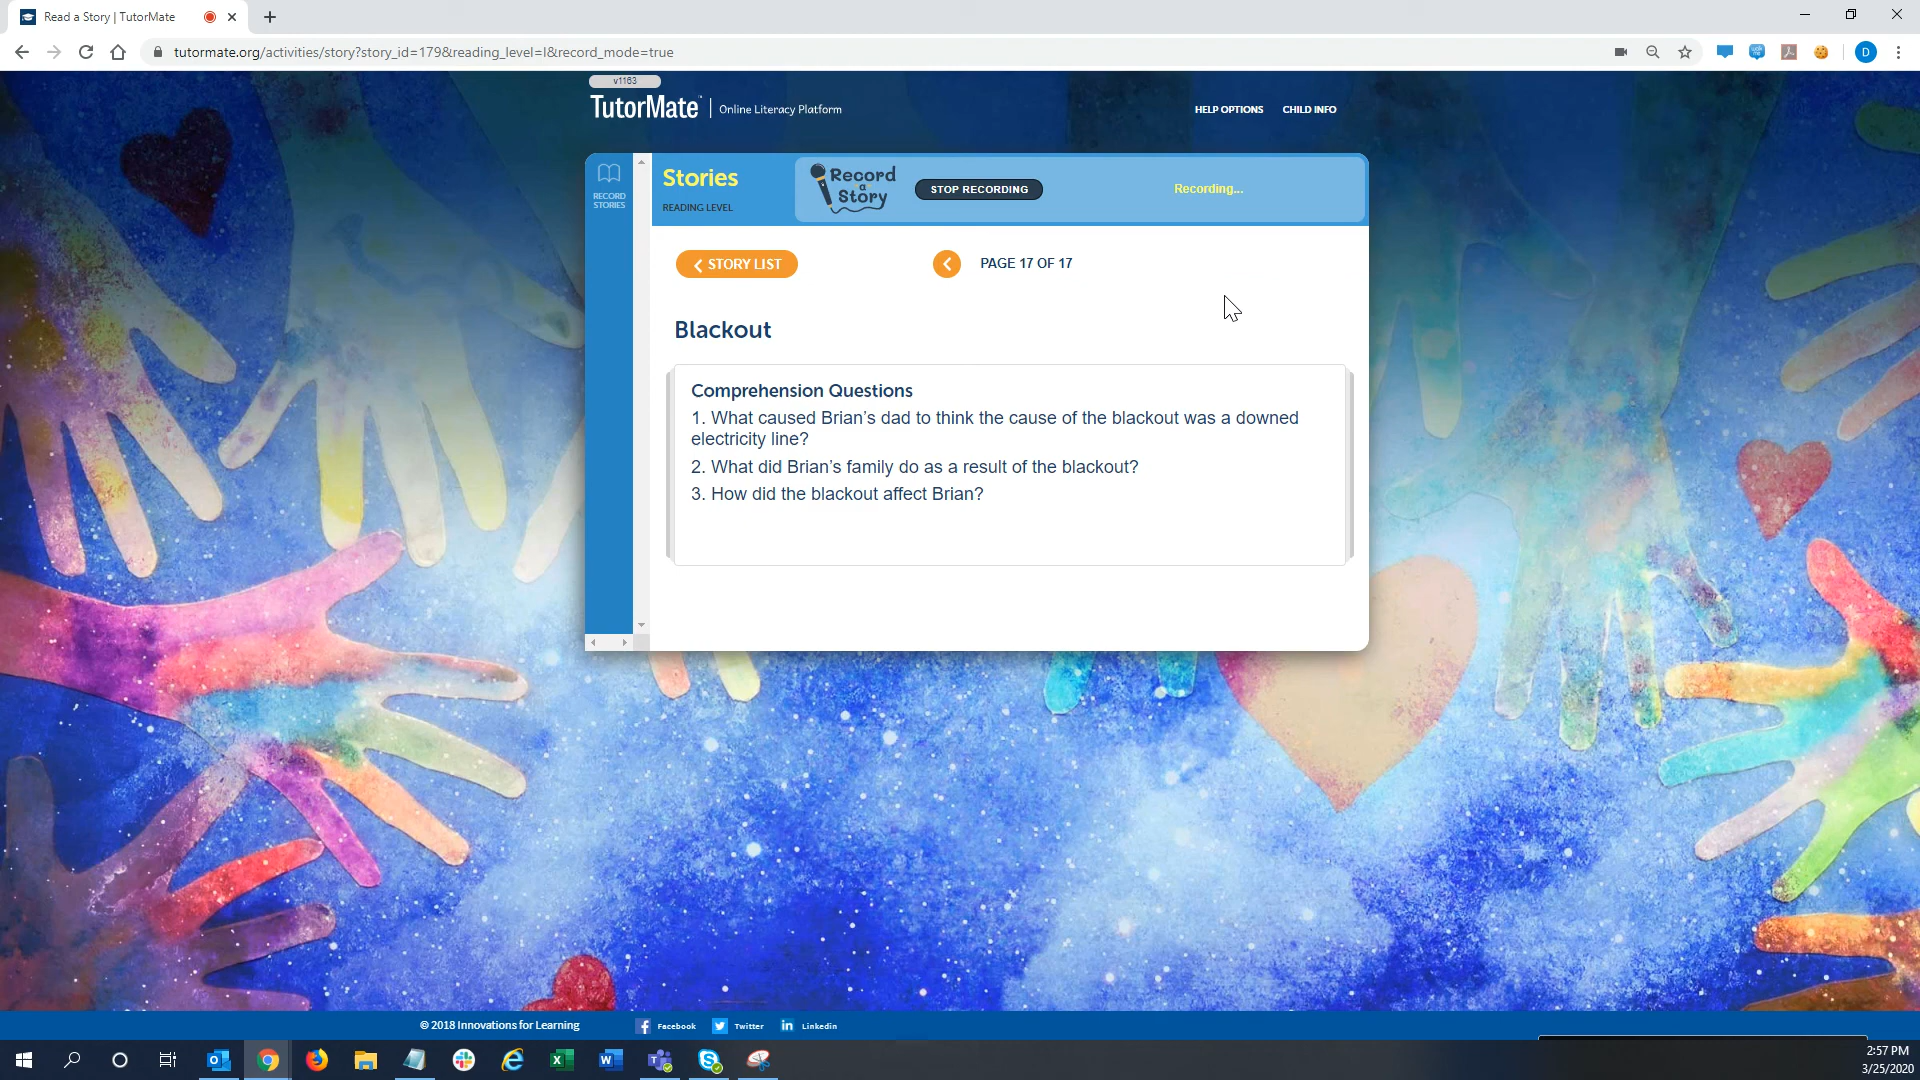 Read a Story | TutorMate
tutormate.org/activities/story?story_id=179&reading_level=I&record_mode=true
D
v1163
TutorMate | Online Literacy Platform
HELP OPTIONS CHILD INFO
RECORD
STORIES
Stories
READING LEVEL
Record
a
Story
STOP RECORDING
Recording...
STORY LIST
PAGE 17 OF 17
Blackout
Comprehension Questions
1. What caused Brian's dad to think the cause of the blackout was a downed
electricity line?
2. What did Brian's family do as a result of the blackout?
3. How did the blackout affect Brian?
© 2018 Innovations for Learning Facebook Twitter Linkedin
2:57 PM
3/25/2020